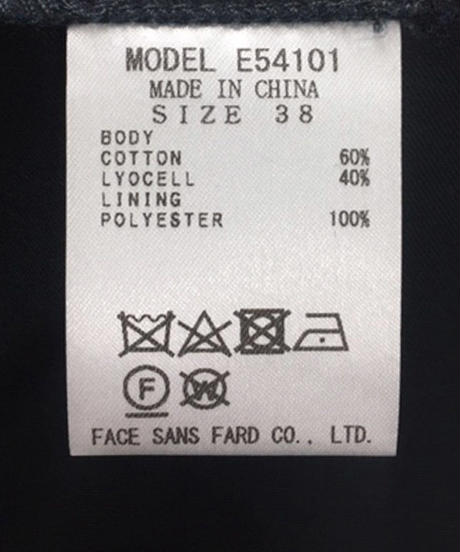 MODEL E54101
MADE IN CHINA
SIZE 38
BODY
COTTON 60%
LYOCELL 40%
LINING
POLYESTER 100%
F W
FACE SANS FARD CO., LTD.